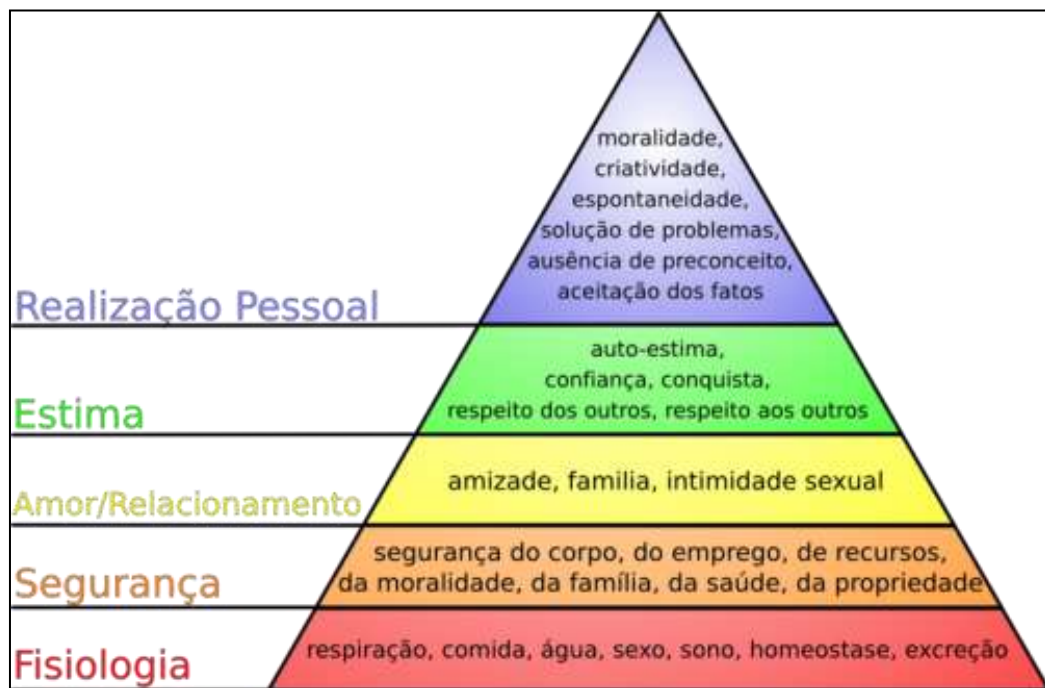 moralidade,
criatividade,
espontaneidade,
solução de problemas,
ausência de preconceito,
aceitação dos fatos
Realização Pessoal
auto-estima,
confiança, conquista,
respeito dos outros, respeito aos outros
Estima
amizade, familia, intimidade sexual
Amor/Relacionamento
segurança do corpo, do emprego, de recursos,
da moralidade, da família, da saúde, da propriedade
Segurança
respiração, comida, água, sexo, sono, homeostase, excreção
Fisiologia